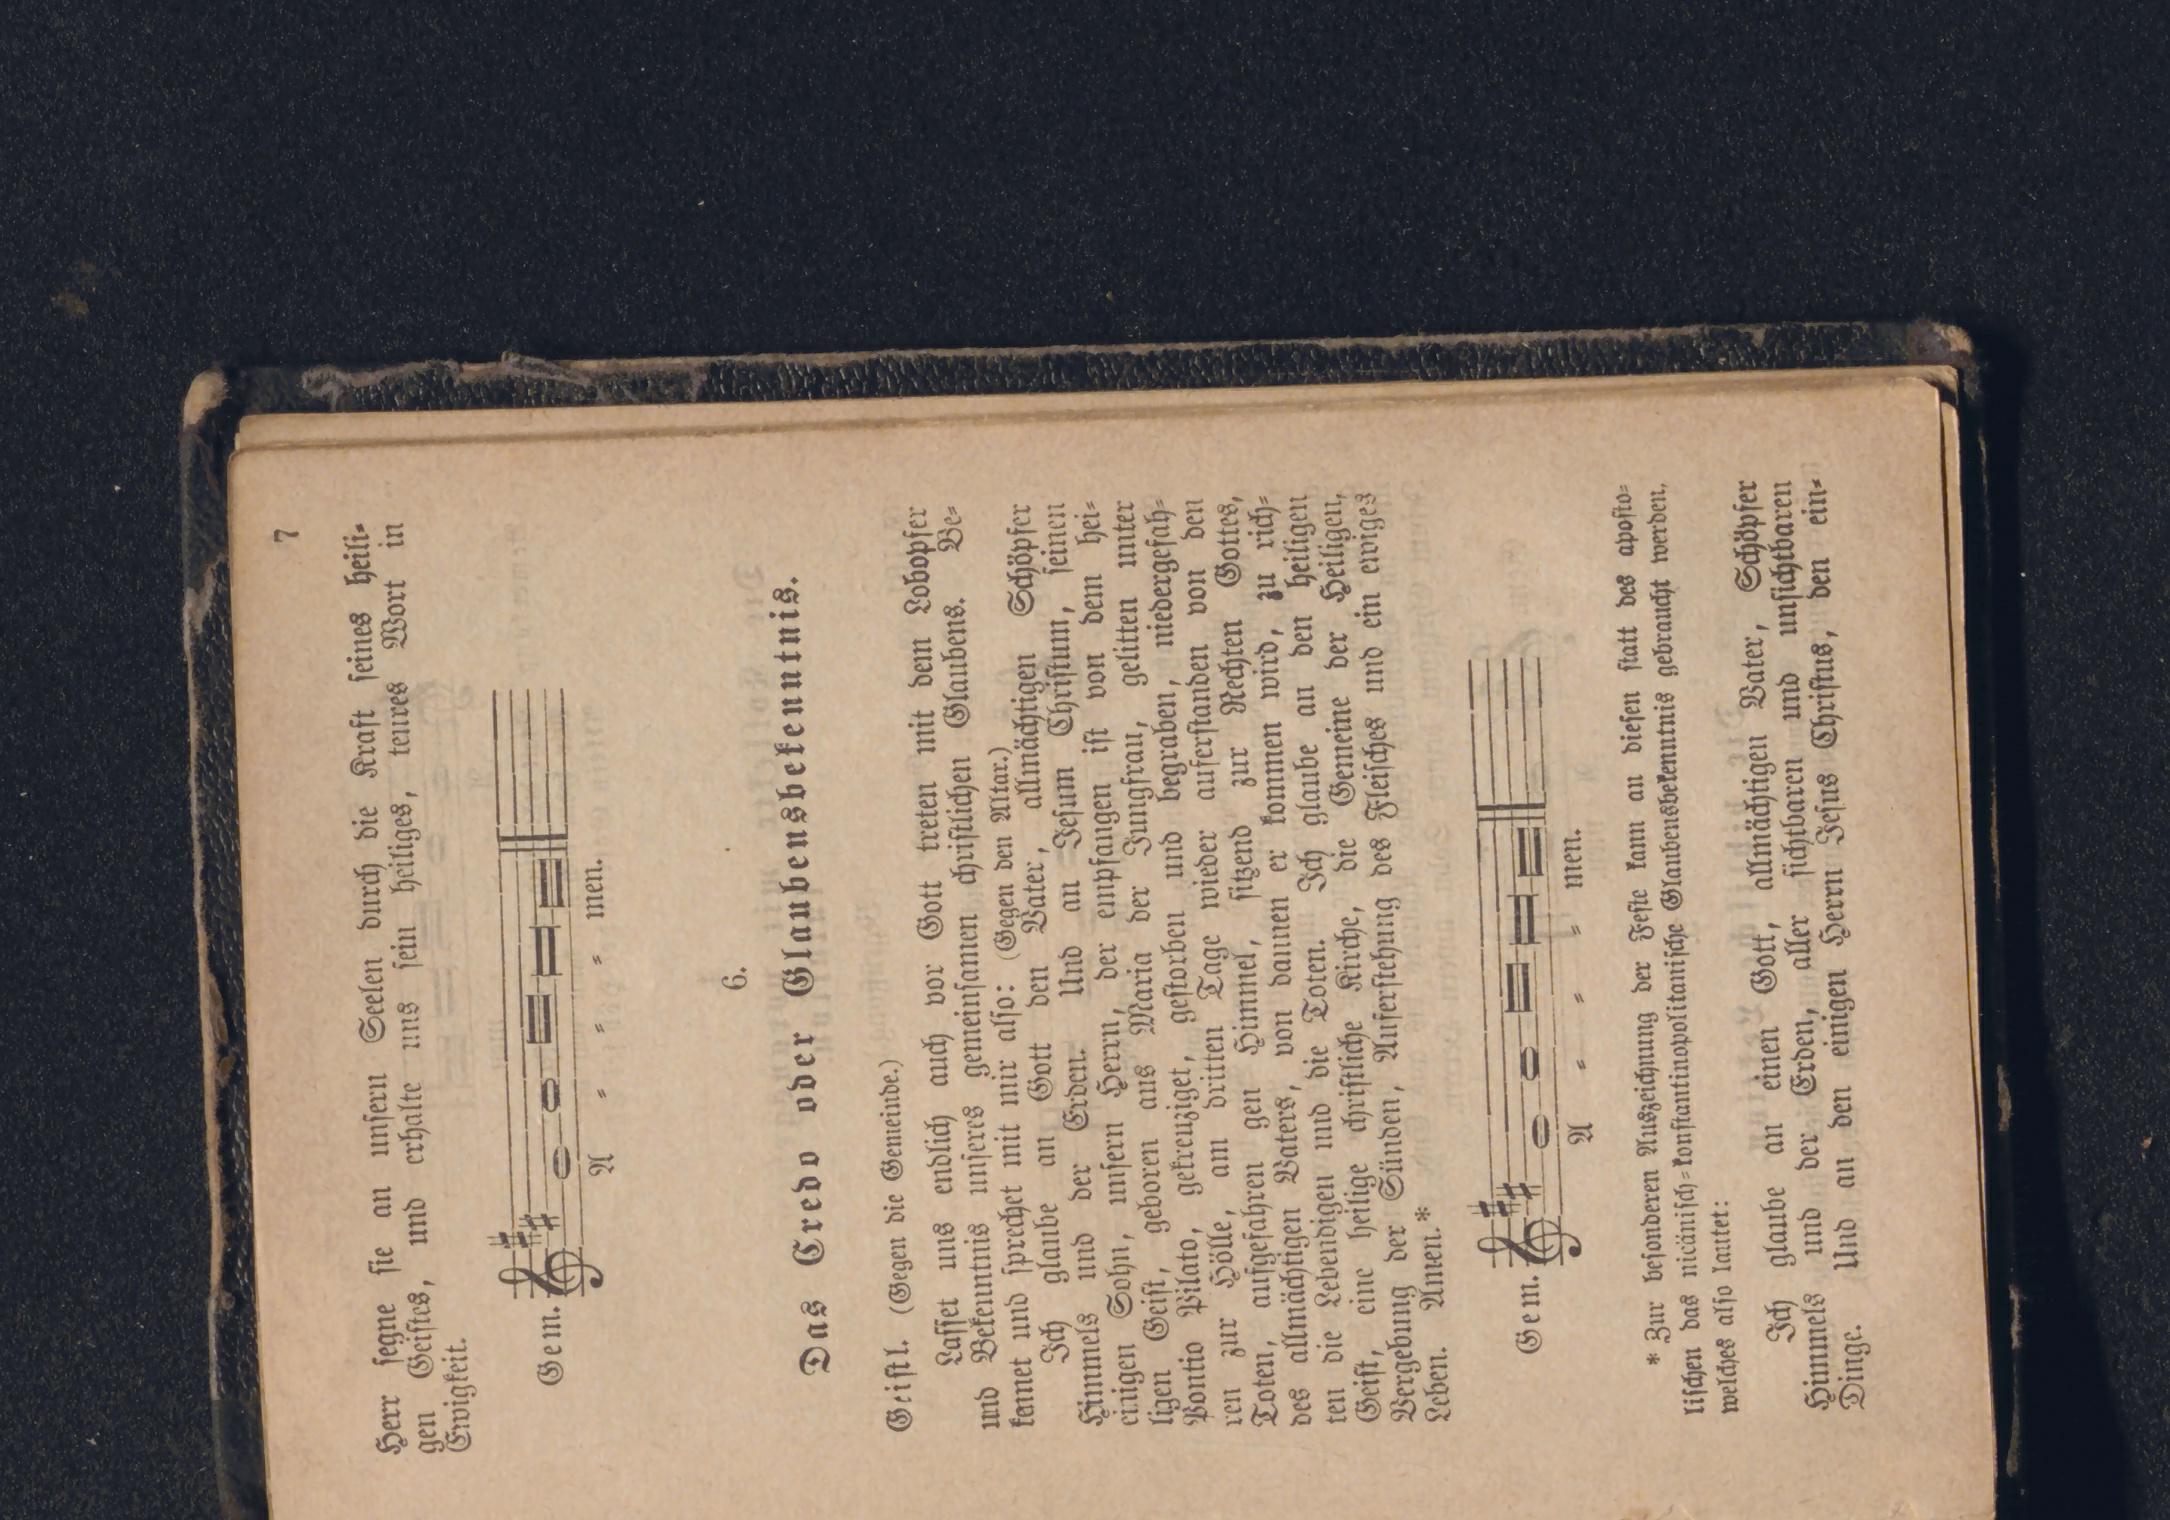 7
Herr segne sie an unsern Seelen durch die Kraft seines heili-
gen Geistes, und erhalte uns sein heiliges, teures Wort in
Ewigkeit.
Gem.
A - - - men.
6.
Das Credo oder Glaubensbekenntnis.
Geistl. (Gegen die Gemeinde.)
Lasset uns endlich auch vor Gott treten mit dem Lobopfer
und Bekenntnis unseres gemeinsamen christlichen Glaubens. Be-
kennet und sprechet mit mir also: (Gegen den Altar.)
Ich glaube an Gott den Vater, allmächtigen Schöpfer
Himmels und der Erden. Und an Jesum Christum, seinen
einigen Sohn, unsern Herrn, der empfangen ist von dem hei-
ligen Geist, geboren aus Maria der Jungfrau, gelitten unter
Pontio Pilato, gekreuziget, gestorben und begraben, niedergefah-
ren zur Hölle, am dritten Tage wieder auferstanden von den
Toten, aufgefahren gen Himmel, sitzend zur Rechten Gottes,
des allmächtigen Vaters, von dannen er kommen wird, zu rich-
ten die Lebendigen und die Toten. Ich glaube an den heiligen
Geist, eine heilige christliche Kirche, die Gemeine der Heiligen,
Vergebung der Sünden, Auferstehung des Fleisches und ein ewiges
Leben. Amen.*
Gem.
A - - - men.
* Zur besonderen Auszeichnung der Feste kann an diesen statt des aposto-
lischen das nicänisch-konstantinopolitanische Glaubensbekenntnis gebraucht werden,
welches also lautet:
Ich glaube an einen Gott, allmächtigen Vater, Schöpfer
Himmels und der Erden, aller sichtbaren und unsichtbaren
Dinge. Und an den einigen Herrn Jesus Christus, den ein-